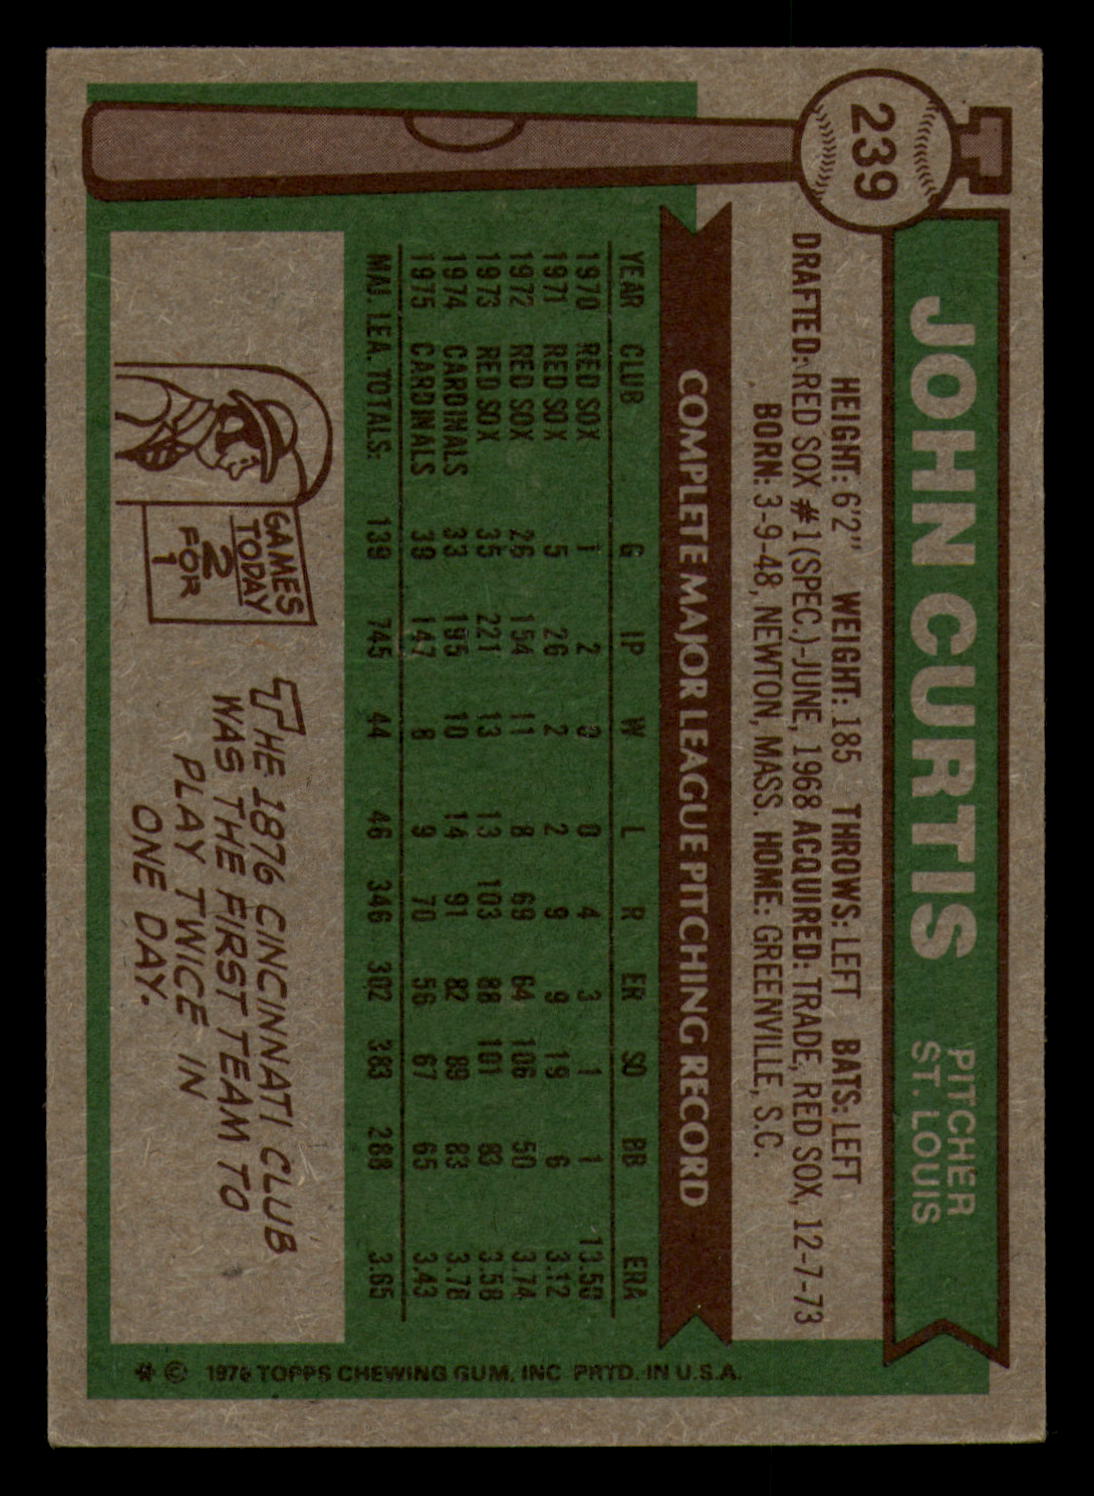 239
JOHN CURTIS
PITCHER
ST. LOUIS
HEIGHT: 6'2" WEIGHT: 185 THROWS: LEFT BATS: LEFT
DRAFTED: RED SOX #1 (SPEC.)-JUNE, 1968 ACQUIRED: TRADE, RED SOX, 12-7-73
BORN: 3-9-48, NEWTON, MASS. HOME: GREENVILLE, S.C.
COMPLETE MAJOR LEAGUE PITCHING RECORD
YEAR CLUB G IP W L R ER SO BB ERA
1970 RED SOX 1 2 0 0 4 3 1 1 13.50
1971 RED SOX 5 26 2 2 9 9 19 6 3.12
1972 RED SOX 26 154 11 8 69 64 106 50 3.74
1973 RED SOX 35 221 13 13 103 88 101 83 3.58
1974 CARDINALS 33 195 10 14 91 82 89 83 3.78
1975 CARDINALS 39 147 8 9 70 56 67 65 3.43
MAJ. LEA. TOTALS: 139 745 44 46 346 302 383 288 3.65
GAMES
TODAY
2
FOR
1
THE 1876 CINCINNATI CLUB
WAS THE FIRST TEAM TO
PLAY TWICE IN
ONE DAY.
* © 1976 TOPPS CHEWING GUM, INC PRTD. IN U.S.A.